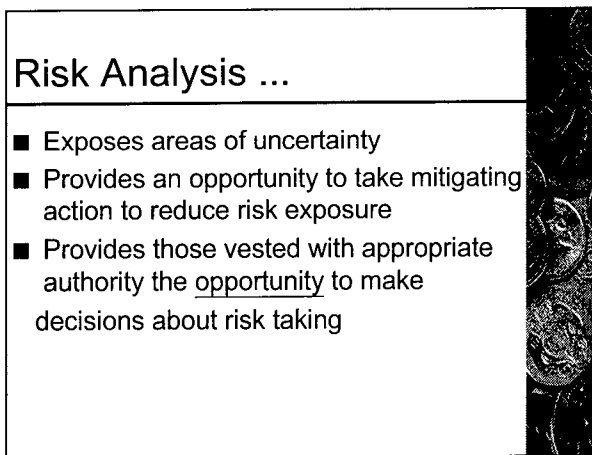 Risk Analysis ...
■ Exposes areas of uncertainty
■ Provides an opportunity to take mitigating
action to reduce risk exposure
■ Provides those vested with appropriate
authority the opportunity to make
decisions about risk taking